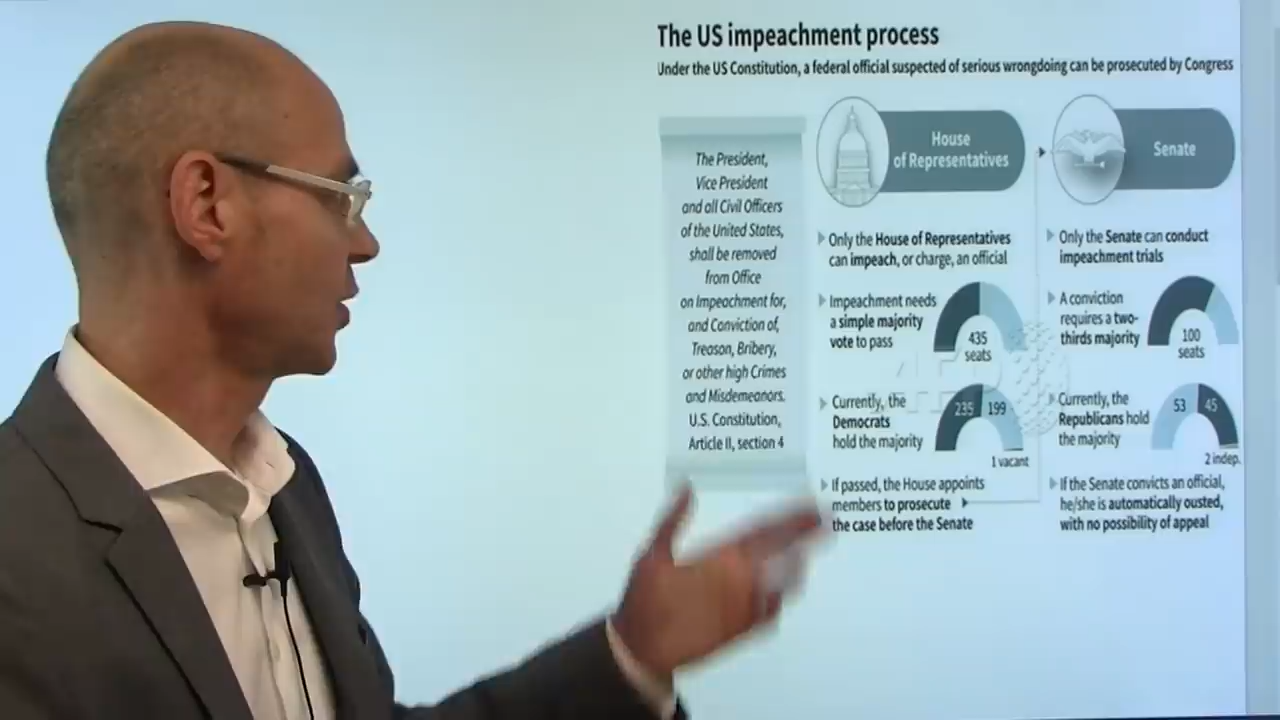 The US impeachment process
Under the US Constitution, a federal official suspected of serious wrongdoing can be prosecuted by Congress
The President,
Vice President
and all Civil Officers
of the United States,
shall be removed
from Office
on Impeachment for,
and Conviction of,
Treason, Bribery,
or other high Crimes
and Misdemeanors.
U.S. Constitution,
Article II, section 4
House
of Representatives
Only the House of Representatives
can impeach, or charge, an official
Impeachment needs
a simple majority
vote to pass
435
seats
Currently, the
Democrats
hold the majority
235 199
1 vacant
If passed, the House appoints
members to prosecute
the case before the Senate
Senate
Only the Senate can conduct
impeachment trials
A conviction
requires a two-
thirds majority
100
seats
Currently, the
Republicans hold
the majority
53 45
2 indep.
If the Senate convicts an official,
he/she is automatically ousted,
with no possibility of appeal
AFP